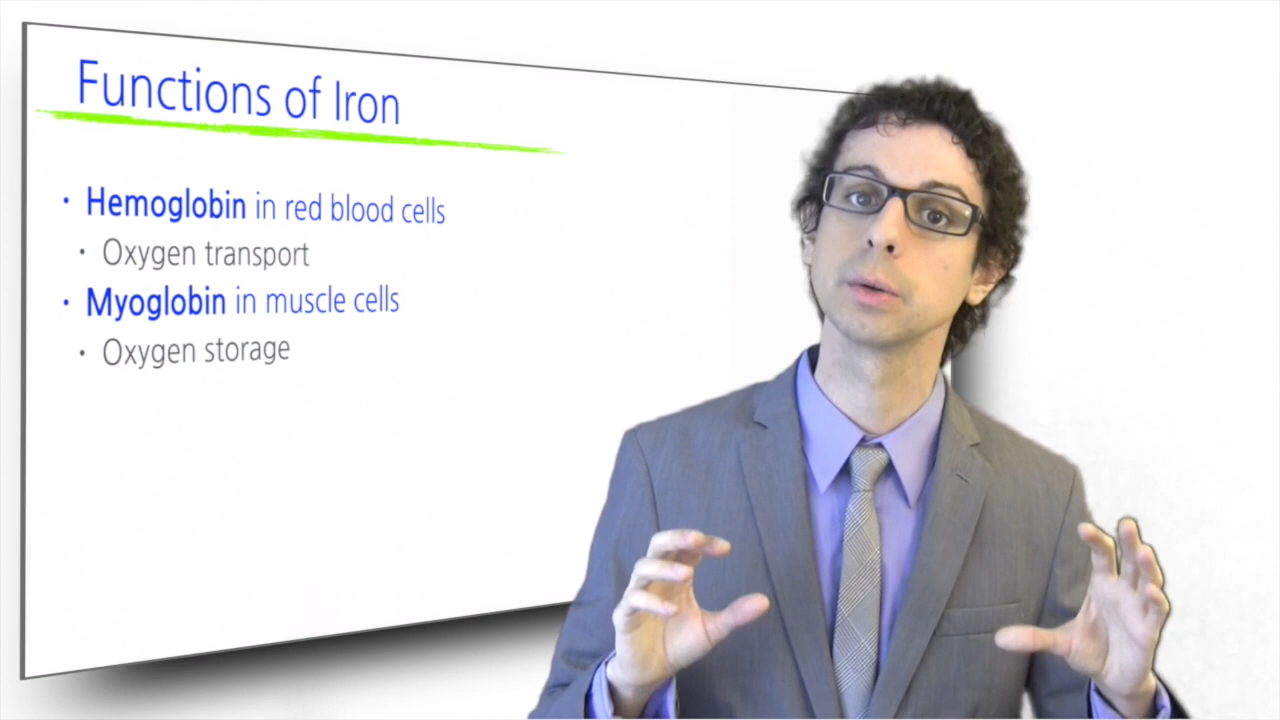 Functions of Iron
• Hemoglobin in red blood cells
• Oxygen transport
• Myoglobin in muscle cells
• Oxygen storage